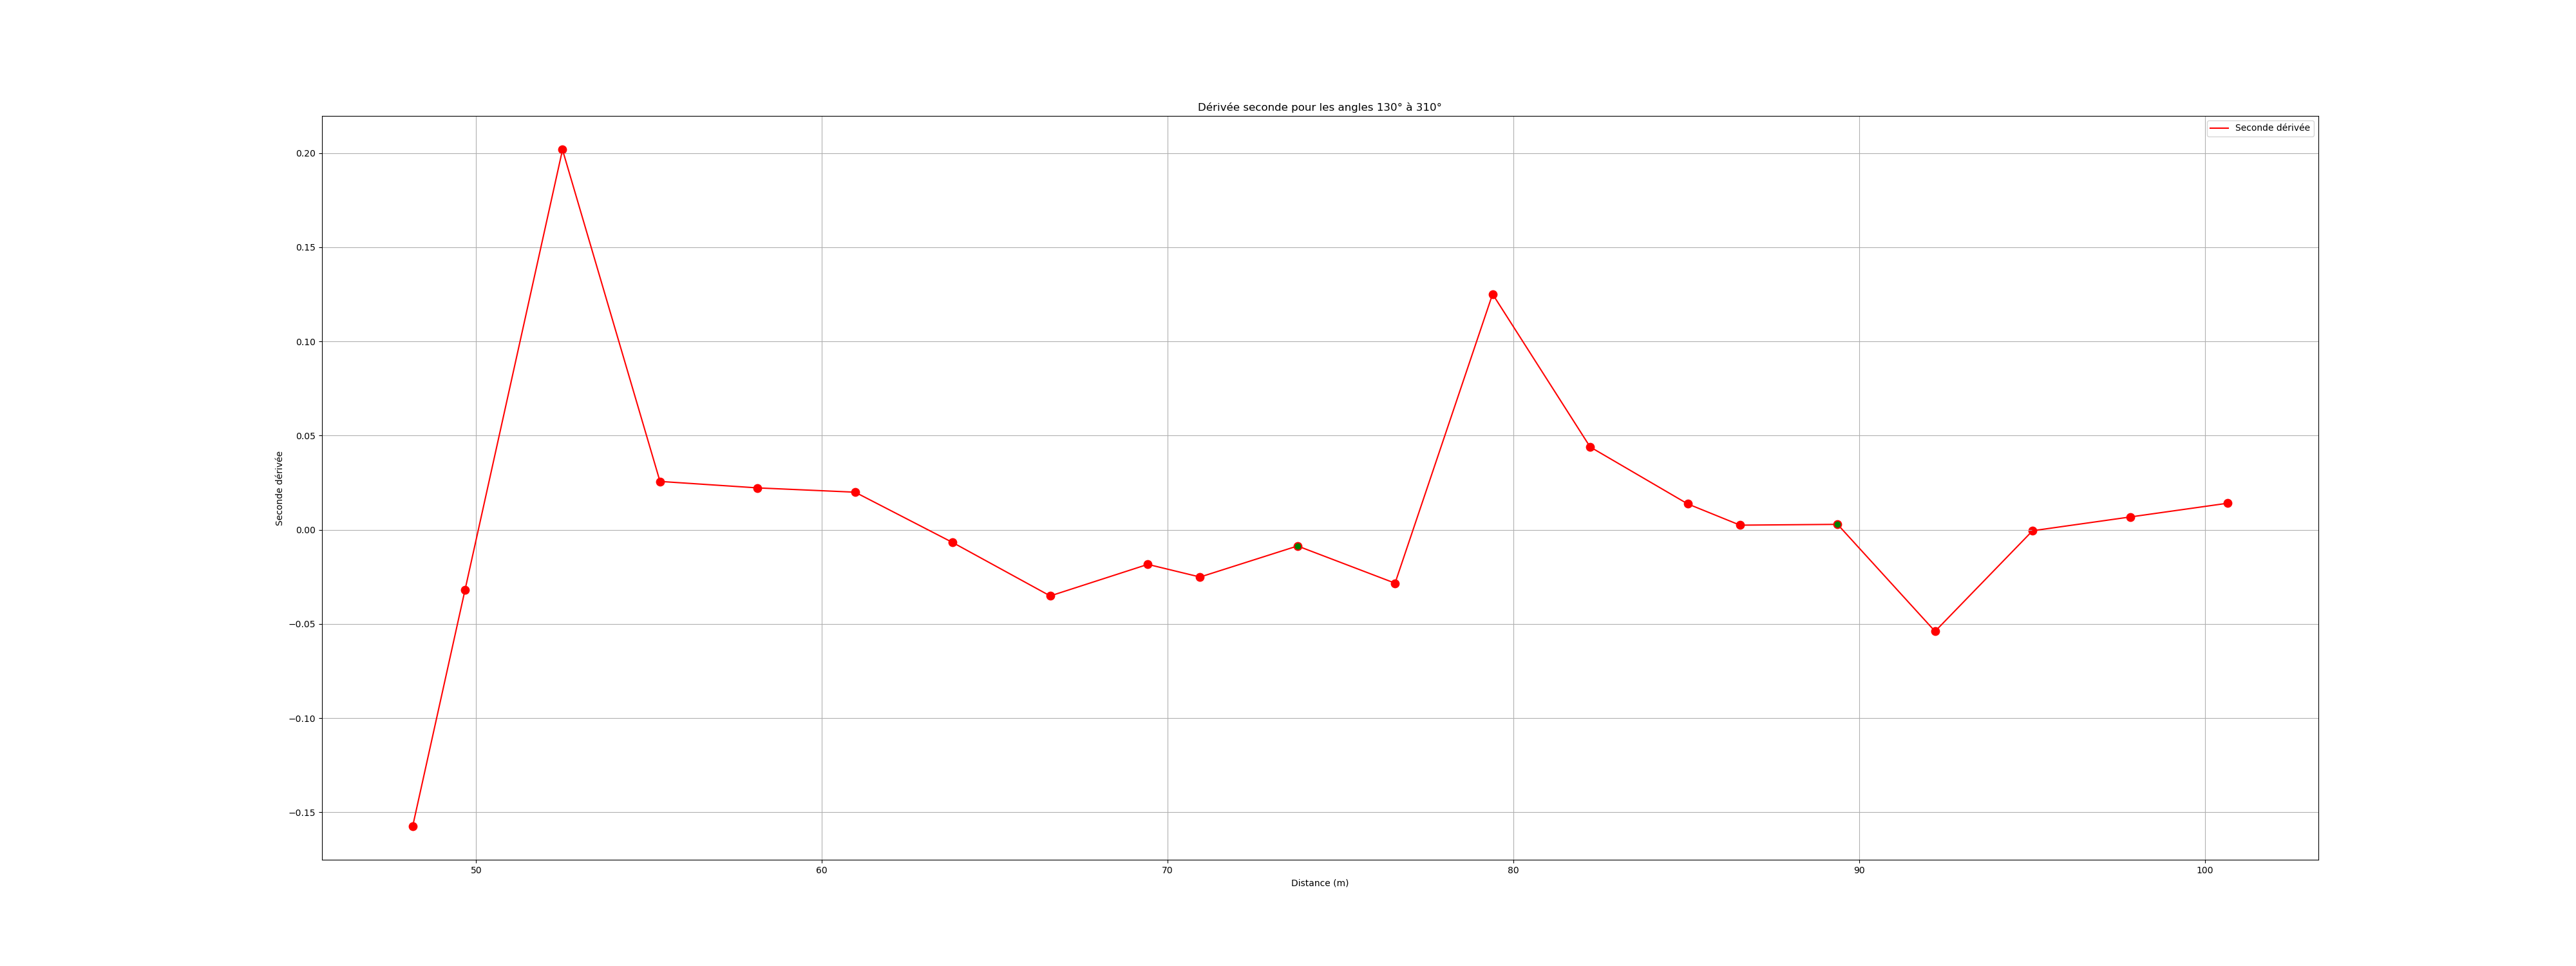 Dérivée seconde pour les angles 130° à 310°
Seconde dérivée
0.20
0.15
0.10
0.05
0.00
−0.05
−0.10
−0.15
Seconde dérivée
50 60 70 80 90 100
Distance (m)